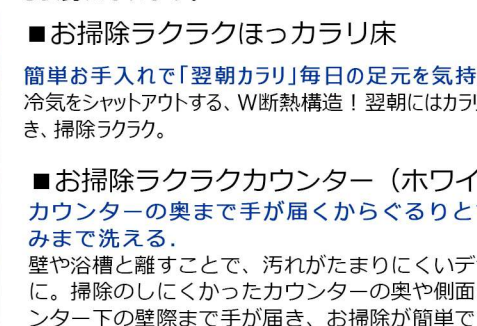 ■お掃除ラクラクほっカラリ床
簡単お手入れで「翌朝カラリ」毎日の足元を気持
冷気をシャットアウトする、W断熱構造！翌朝にはカラリ
き、掃除ラクラク。
■お掃除ラクラクカウンター（ホワイ
カウンターの奥まで手が届くからぐるりと
みまで洗える.
壁や浴槽と離すことで、汚れがたまりにくいデ
に。掃除のしにくかったカウンターの奥や側面
ンター下の壁際まで手が届き、お掃除が簡単で